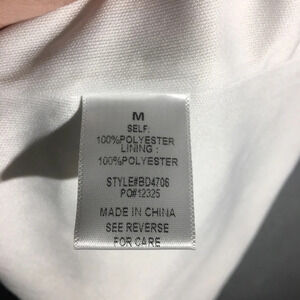 M
SELF:
100%POLYESTER
LINING :
100%POLYESTER
STYLE#BD4706
PO#12325
MADE IN CHINA
SEE REVERSE
FOR CARE